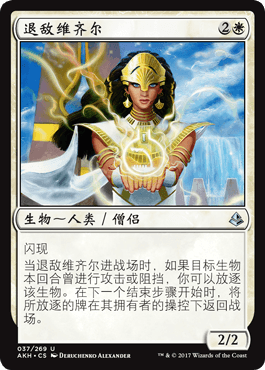 退敌维齐尔 2
生物～人类／僧侣
闪现
当退敌维齐尔进战场时，如果目标生物
本回合曾进行攻击或阻挡，你可以放逐
该生物。在下一个结束步骤开始时，将
所放逐的牌在其拥有者的操控下返回战
场。
2/2
037/269 U
AKH • CS DERUCHENKO ALEXANDER
™ & © 2017 Wizards of the Coast